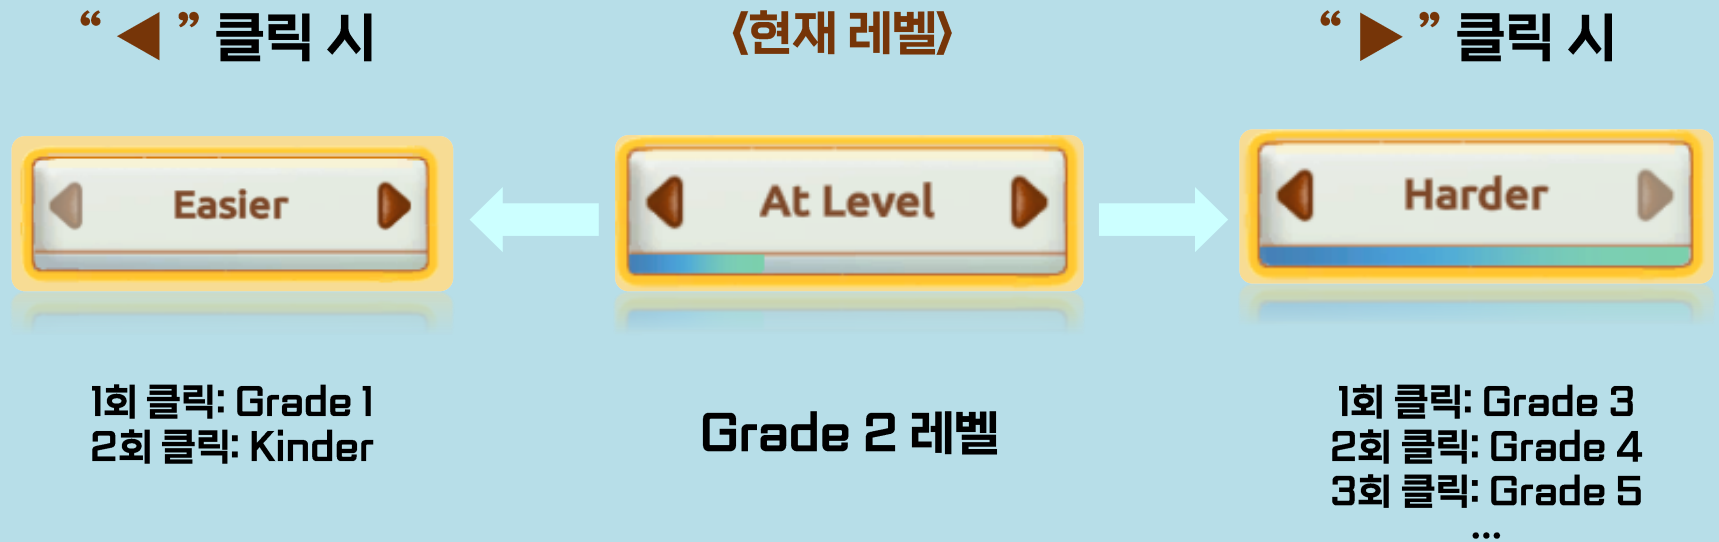 “ ◀ ” 클릭 시
〈현재 레벨〉
“ ▶ ” 클릭 시
Easier
At Level
Harder
1회 클릭: Grade 1
2회 클릭: Kinder
Grade 2 레벨
1회 클릭: Grade 3
2회 클릭: Grade 4
3회 클릭: Grade 5
...